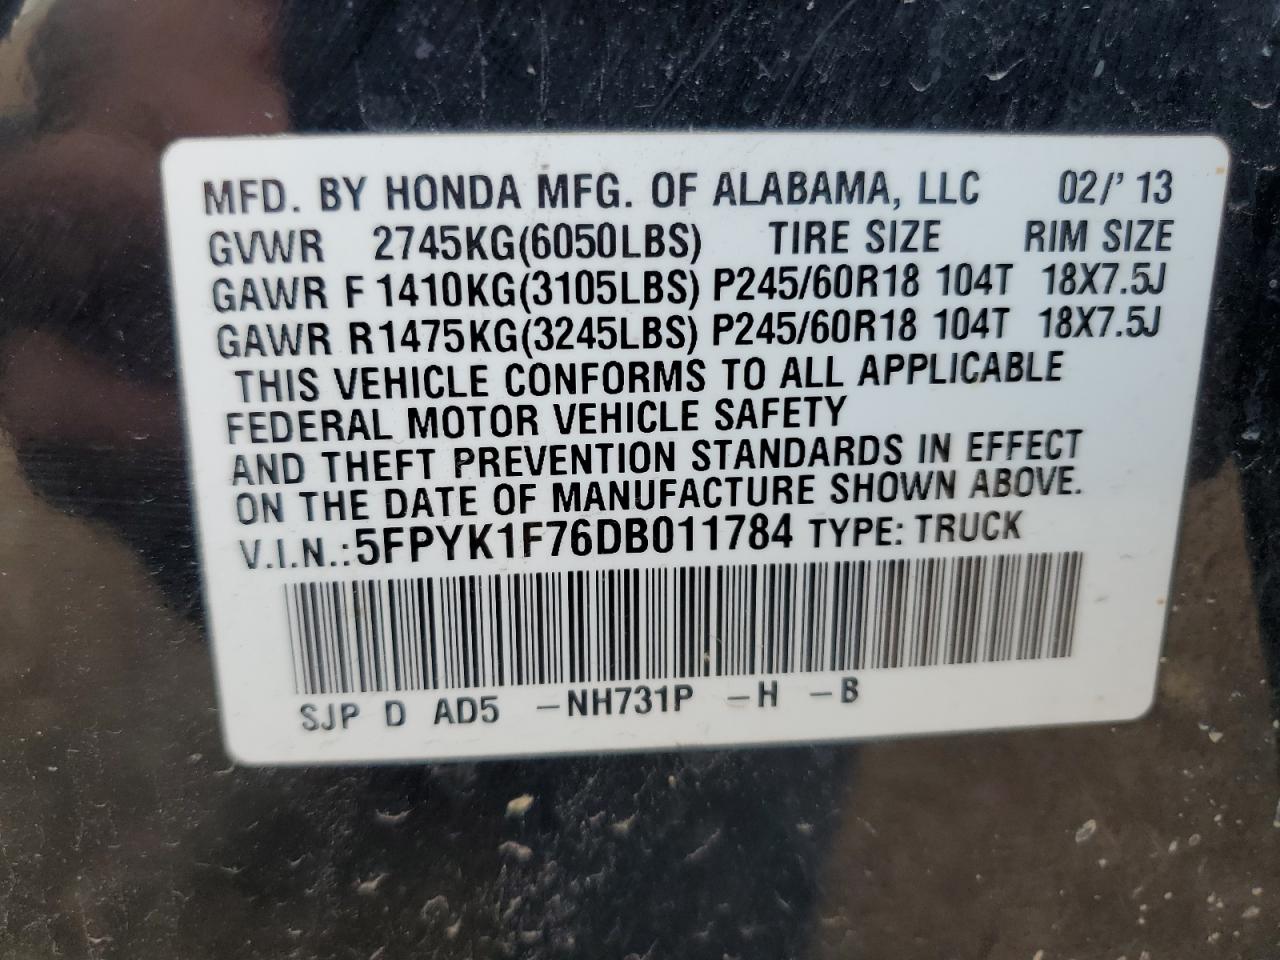 MFD. BY HONDA MFG. OF ALABAMA, LLC 02/' 13
GVWR 2745KG(6050LBS) TIRE SIZE RIM SIZE
GAWR F 1410KG(3105LBS) P245/60R18 104T 18X7.5J
GAWR R 1475KG(3245LBS) P245/60R18 104T 18X7.5J
THIS VEHICLE CONFORMS TO ALL APPLICABLE
FEDERAL MOTOR VEHICLE SAFETY
AND THEFT PREVENTION STANDARDS IN EFFECT
ON THE DATE OF MANUFACTURE SHOWN ABOVE.
V.I.N.: 5FPYK1F76DB011784 TYPE: TRUCK
SJP D AD5 -NH731P -H -B